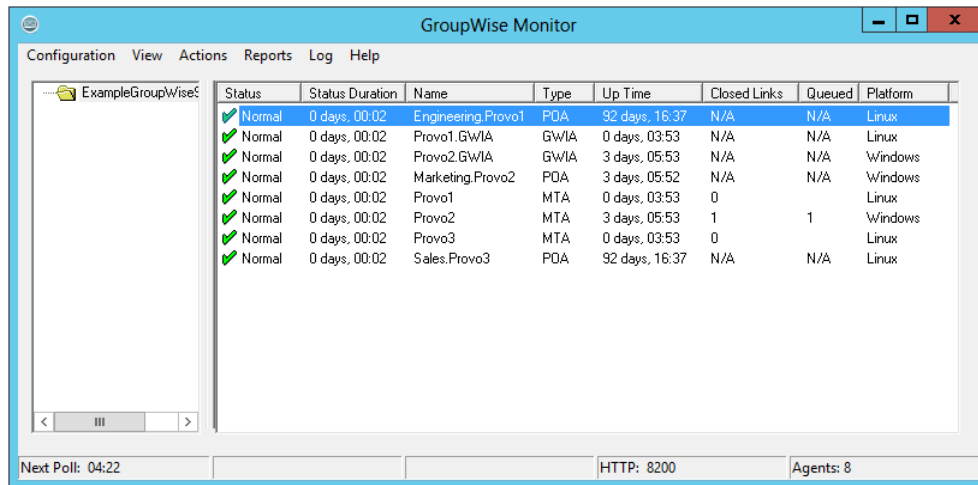 GroupWise Monitor
Configuration View Actions Reports Log Help
ExampleGroupWiseS
Status Status Duration Name Type Up Time Closed Links Queued Platform
Normal 0 days, 00:02 Engineering.Provo1 POA 92 days, 16:37 N/A N/A Linux
Normal 0 days, 00:02 Provo1.GWIA GWIA 0 days, 03:53 N/A N/A Linux
Normal 0 days, 00:02 Provo2.GWIA GWIA 3 days, 05:53 N/A N/A Windows
Normal 0 days, 00:02 Marketing.Provo2 POA 3 days, 05:52 N/A N/A Windows
Normal 0 days, 00:02 Provo1 MTA 0 days, 03:53 0 Linux
Normal 0 days, 00:02 Provo2 MTA 3 days, 05:53 1 1 Windows
Normal 0 days, 00:02 Provo3 MTA 0 days, 03:53 0 Linux
Normal 0 days, 00:02 Sales.Provo3 POA 92 days, 16:37 N/A N/A Linux
Next Poll: 04:22 HTTP: 8200 Agents: 8